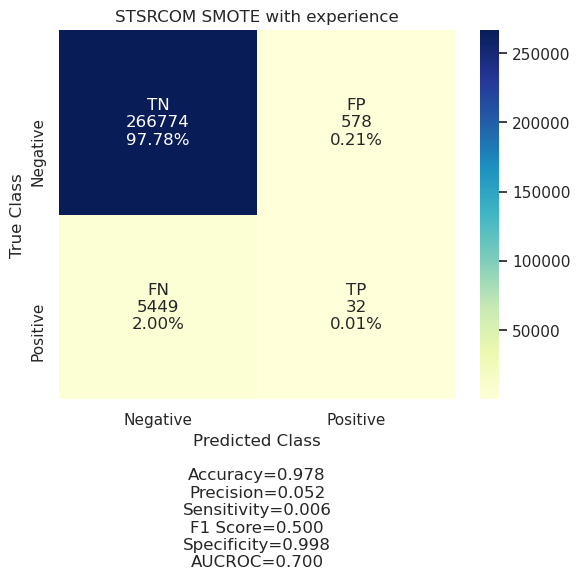 STSRCOM SMOTE with experience
TN
266774
97.78%
FP
578
0.21%
FN
5449
2.00%
TP
32
0.01%
True Class
Negative
Positive
Negative
Positive
Predicted Class
250000
200000
150000
100000
50000
Accuracy=0.978
Precision=0.052
Sensitivity=0.006
F1 Score=0.500
Specificity=0.998
AUCROC=0.700